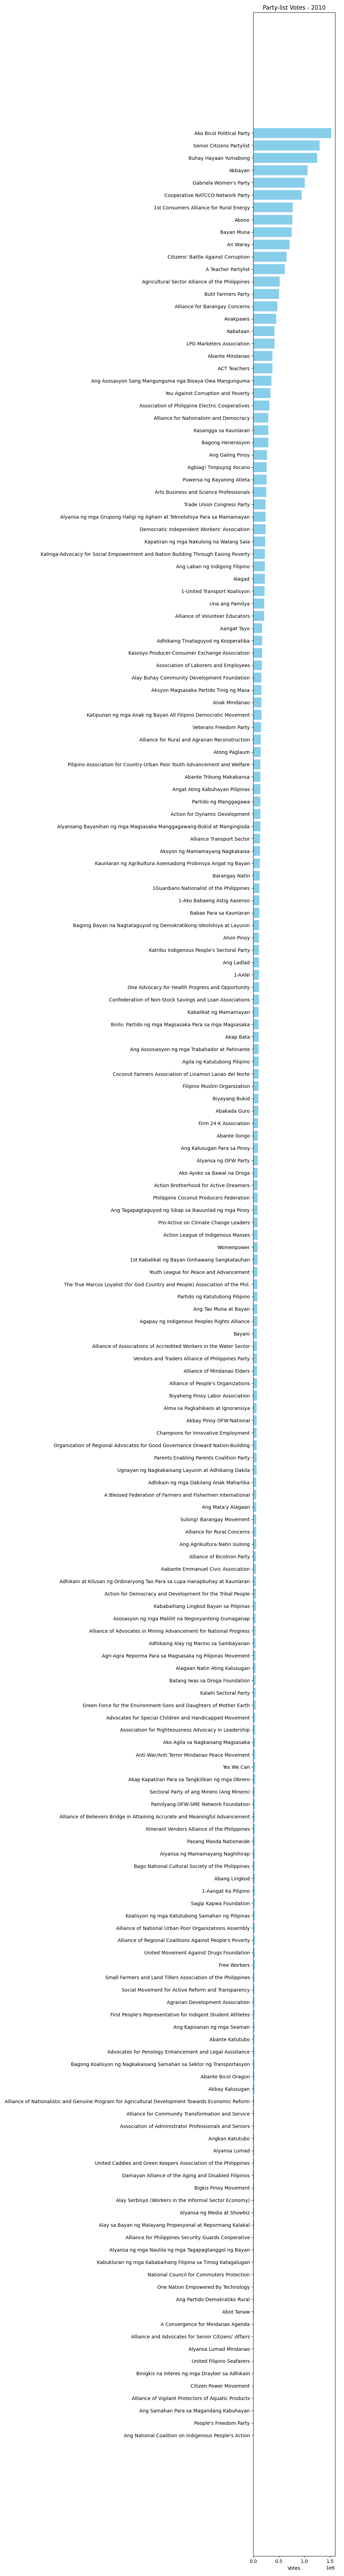 Party-list Votes - 2010
Ako Bicol Political Party
Senior Citizens Partylist
Buhay Hayaan Yumabong
Akbayan
Gabriela Women's Party
Cooperative NATCCO Network Party
1st Consumers Alliance for Rural Energy
Abono
Bayan Muna
An Waray
Citizens' Battle Against Corruption
A Teacher Partylist
Agricultural Sector Alliance of the Philippines
Butil Farmers Party
Alliance for Barangay Concerns
Anakpawis
Kabataan
LPG Marketers Association
Abante Mindanao
ACT Teachers
Ang Asosasyon Sang Mangunguma nga Bisaya-Owa Mangunguma
You Against Corruption and Poverty
Association of Philippine Electric Cooperatives
Alliance for Nationalism and Democracy
Kasangga sa Kaunlaran
Bagong Henerasyon
Ang Galing Pinoy
Agbiag! Timpuyog Ilocano
Puwersa ng Bayaning Atleta
Arts Business and Science Professionals
Trade Union Congress Party
Alyansa ng mga Grupong Haligi ng Agham at Teknolohiya Para sa Mamamayan
Democratic Independent Workers' Association
Kapatiran ng mga Nakulong na Walang Sala
Kalinga-Advocacy for Social Empowerment and Nation Building Through Easing Poverty
Ang Laban ng Indigong Filipino
Alagad
1-United Transport Koalisyon
Una ang Pamilya
Alliance of Volunteer Educators
Aangat Tayo
Adhikaing Tinataguyod ng Kooperatiba
Kasosyo Producer-Consumer Exchange Association
Association of Laborers and Employees
Alay Buhay Community Development Foundation
Aksyon Magsasaka Partido Tinig ng Masa
Anak Mindanao
Katipunan ng mga Anak ng Bayan All Filipino Democratic Movement
Veterans Freedom Party
Alliance for Rural and Agrarian Reconstruction
Atong Paglaum
Pilipino Association for Country-Urban Poor Youth Advancement and Welfare
Abante Tribung Makabansa
Angat Ating Kabuhayan Pilipinas
Partido ng Manggagawa
Action for Dynamic Development
Alyansang Bayanihan ng mga Magsasaka Manggagawang-Bukid at Mangingisda
Alliance Transport Sector
Aksyon ng Mamamayang Nagkakaisa
Kaunlaran ng Agrikultura Asensadong Probinsya Angat ng Bayan
Barangay Natin
1Guardians Nationalist of the Philippines
1-Ako Babaeng Astig Aasenso
Babae Para sa Kaunlaran
Bagong Bayan na Nagtataguyod ng Demokratikong Ideolohiya at Layunin
Ahon Pinoy
Katribu Indigenous People's Sectoral Party
Ang Ladlad
1-AANI
One Advocacy for Health Progress and Opportunity
Confederation of Non-Stock Savings and Loan Associations
Kabalikat ng Mamamayan
Binhi: Partido ng mga Magsasaka Para sa mga Magsasaka
Akap Bata
Ang Assosiasyon ng mga Trabahador at Pahinante
Agila ng Katutubong Pilipino
Coconut Farmers Association of Linamon Lanao del Norte
Filipino Muslim Organization
Biyayang Bukid
Abakada Guro
Firm 24-K Association
Abante Ilongo
Ang Kalusugan Para sa Pinoy
Alyansa ng OFW Party
Ako Ayoko sa Bawal na Droga
Action Brotherhood for Active Dreamers
Philippine Coconut Producers Federation
Ang Tagapagtaguyod ng Sikap sa Ikauunlad ng mga Pinoy
Pro-Active on Climate Change Leaders
Action League of Indigenous Masses
Womenpower
1st Kabalikat ng Bayan Ginhawang Sangkatauhan
Youth League for Peace and Advancement
The True Marcos Loyalist (for God Country and People) Association of the Phil.
Partido ng Katutubong Pilipino
Ang Tao Muna at Bayan
Agapay ng Indigenous Peoples Rights Alliance
Bayani
Alliance of Associations of Accredited Workers in the Water Sector
Vendors and Traders Alliance of Philippines Party
Alliance of Mindanao Elders
Alliance of People's Organizations
Biyaheng Pinoy Labor Association
Alma sa Pagkahikaos at Ignoransiya
Akbay Pinoy OFW-National
Champions for Innovative Employment
Organization of Regional Advocates for Good Governance Onward Nation-Building
Parents Enabling Parents Coalition Party
Ugnayan ng Nagkakaisang Layunin at Adhikaing Dakila
Adhikain ng mga Dakilang Anak Maharlika
A Blessed Federation of Farmers and Fishermen International
Ang Mata'y Alagaan
Sulong! Barangay Movement
Alliance for Rural Concerns
Ang Agrikultura Natin Isulong
Alliance of Bicolnon Party
Aabante Emmanuel Civic Association
Adhikain at Kilusan ng Ordinaryong Tao Para sa Lupa Hanapbuhay at Kaunlaran
Action for Democracy and Development for the Tribal People
Kababaihang Lingkod Bayan sa Pilipinas
Asosasyon ng mga Maliliit na Negosyanteng Gumaganap
Alliance of Advocates in Mining Advancement for National Progress
Adhikaing Alay ng Marino sa Sambayanan
Agri-Agra Reporma Para sa Magsasaka ng Pilipinas Movement
Alagaan Natin Ating Kalusugan
Batang Iwas sa Droga Foundation
Kalahi Sectoral Party
Green Force for the Environment-Sons and Daughters of Mother Earth
Advocates for Special Children and Handicapped Movement
Association for Righteousness Advocacy in Leadership
Ako Agila sa Nagkaisang Magsasaka
Anti War/Anti Terror Mindanao Peace Movement
Yes We Can
Akap Kapatiran Para sa Tangkilikan ng mga Obrero
Sectoral Party of ang Minero (Ang Minero)
Pamilyang OFW-SME Network Foundation
Alliance of Believers Bridge in Attaining Accurate and Meaningful Advancement
Itinerant Vendors Alliance of the Philippines
Pasang Masda Nationwide
Alyansa ng Mamamayang Naghihirap
Bago National Cultural Society of the Philippines
Abang Lingkod
1-Aangat Ka Pilipino
Sagip Kapwa Foundation
Koalisyon ng mga Katutubong Samahan ng Pilipinas
Alliance of National Urban Poor Organizations Assembly
Alliance of Regional Coalitions Against People's Poverty
United Movement Against Drugs Foundation
Free Workers
Small Farmers and Land Tillers Association of the Philippines
Social Movement for Active Reform and Transparency
Agrarian Development Association
First People's Representative for Indigent Student Athletes
Ang Kapisanan ng mga Seaman
Abante Katutubo
Advocates for Penology Enhancement and Legal Assistance
Bagong Koalisyon ng Nagkakaisang Samahan sa Sektor ng Transportasyon
Abante Bicol Oragon
Akbay Kalusugan
Alliance of Nationalistic and Genuine Program for Agricultural Development Towards Economic Reform
Alliance for Community Transformation and Service
Association of Administrator Professionals and Seniors
Angkan Katutubo
Alyansa Lumad
United Caddies and Green Keepers Association of the Philippines
Damayan Alliance of the Aging and Disabled Filipinos
Bigkis Pinoy Movement
Alay Serbisyo (Workers in the Informal Sector Economy)
Alyansa ng Media at Showbiz
Alay sa Bayan ng Malayang Propesyonal at Repormang Kalakal
Alliance for Philippines Security Guards Cooperative
Alyansa ng mga Naulila ng mga Tagapagtanggol ng Bayan
Kabukluran ng mga Kababaihang Filipina sa Timog Katagalugan
National Council for Commuters Protection
One Nation Empowered By Technology
Ang Partido Demokratiko Rural
Abot Tanaw
A Convergence for Mindanao Agenda
Alliance and Advocates for Senior Citizens' Affairs
Alyansa Lumad Mindanao
United Filipino Seafarers
Binigkis na Interes ng mga Drayber sa Adhikain
Citizen Power Movement
Alliance of Vigilant Protectors of Aquatic Products
Ang Samahan Para sa Magandang Kabuhayan
People's Freedom Party
Ang National Coalition on Indigenous People's Action
0.0 0.5 1.0 1.5
1e6
Votes